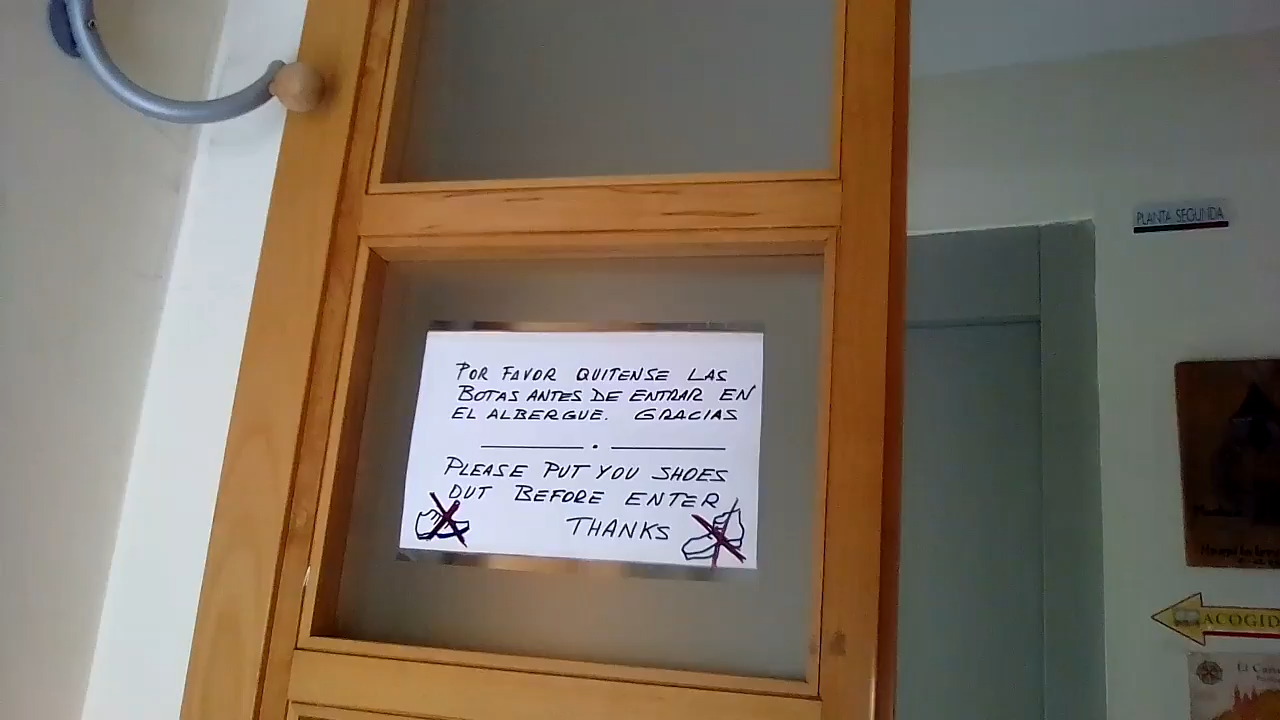 PLANTA SEGUNDA
POR FAVOR QUITENSE LAS
BOTAS ANTES DE ENTRAR EN
EL ALBERGUE. GRACIAS
PLEASE PUT YOU SHOES
OUT BEFORE ENTER
THANKS
ACOGID